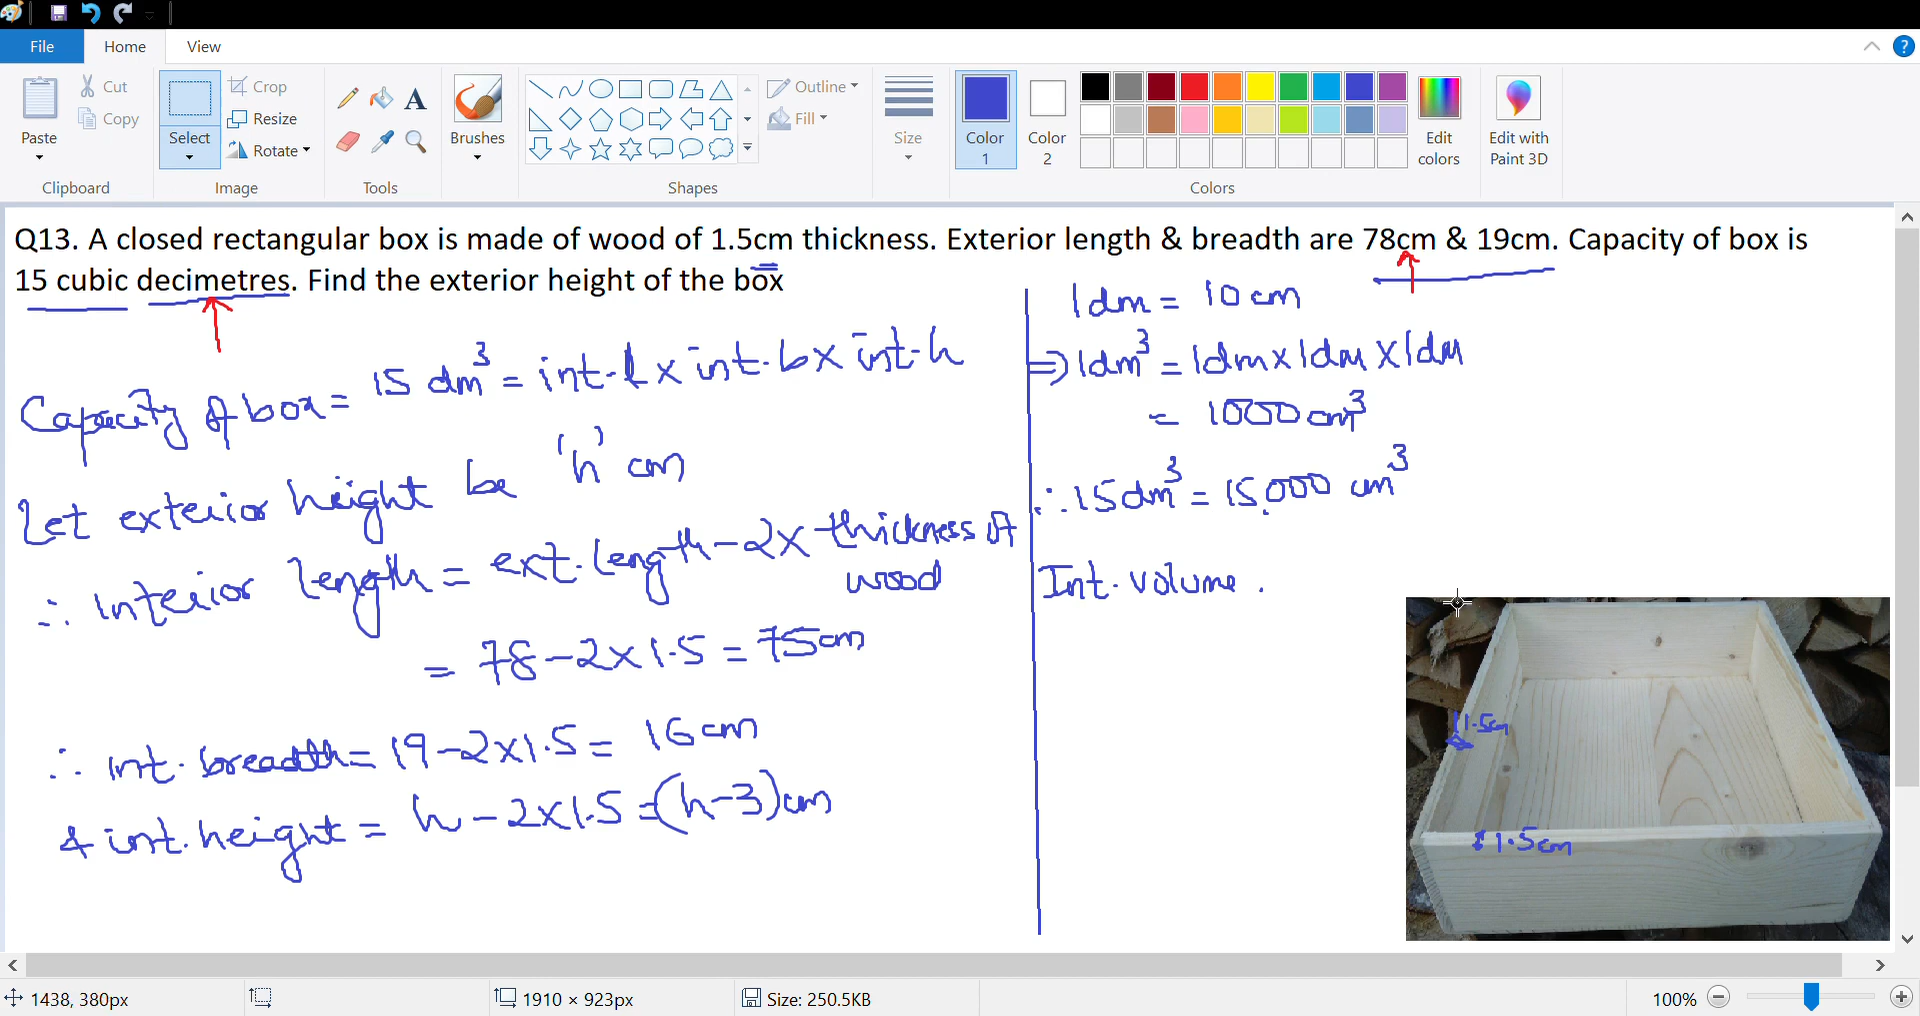 File Home View
Paste
Cut
Copy
Clipboard
Select
Crop
Resize
Rotate
Image
A
Tools
Brushes
Shapes
Outline
Fill
Size
Color 1
Color 2
Colors
Edit colors
Edit with Paint 3D
?
Q13. A closed rectangular box is made of wood of 1.5cm thickness. Exterior length & breadth are 78cm & 19cm. Capacity of box is
15 cubic decimetres. Find the exterior height of the box
Capacity of box = 15 dm³ = int. l x int. b x int. h
Let exterior height be 'h' cm
∴ Interior length = ext. length - 2x thickness of
wood
= 78 - 2x1.5 = 75cm
∴ int. breadth = 19 - 2x1.5 = 16cm
& int. height = h - 2x1.5 = (h-3)cm
1dm = 10cm
⇒ 1dm³ = 1dm x 1dm x 1dm
= 1000cm³
∴ 15dm³ = 15,000 cm³
Int. volume .
1.5cm
1.5cm
1438, 380px
1910 × 923px
Size: 250.5KB
100%